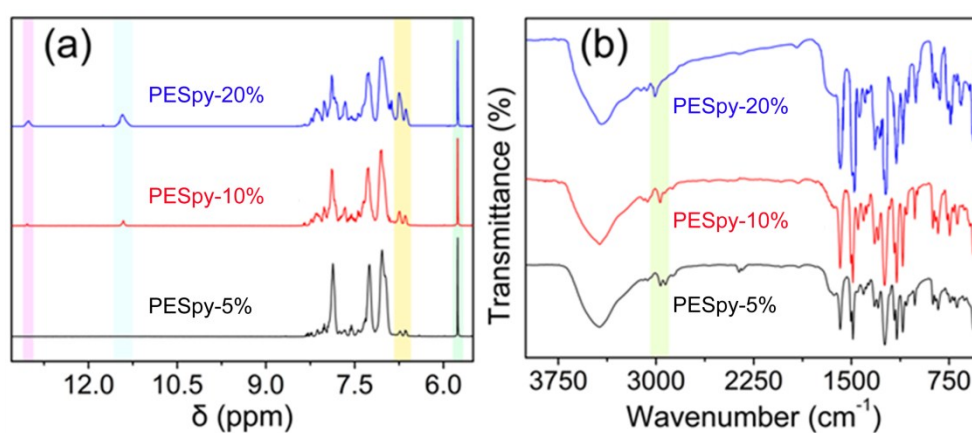 (a)
PESpy-20%
PESpy-10%
PESpy-5%
12.0 10.5 9.0 7.5 6.0
δ (ppm)
(b)
PESpy-20%
PESpy-10%
PESpy-5%
Transmittance (%)
3750 3000 2250 1500 750
Wavenumber (cm⁻¹)